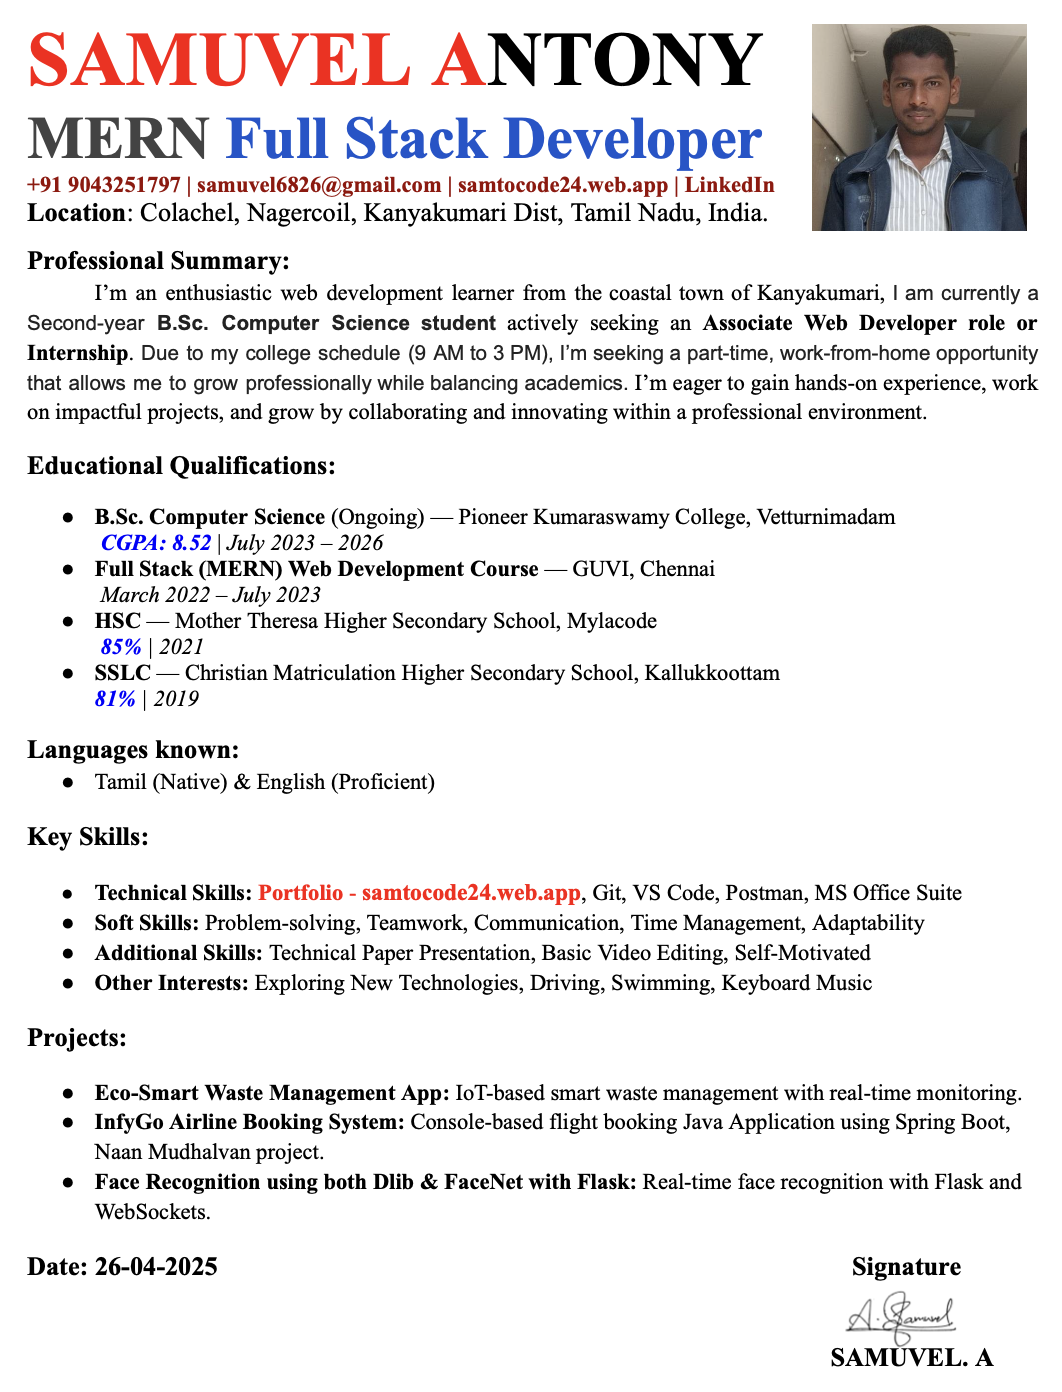 SAMUVEL ANTONY
MERN Full Stack Developer
+91 9043251797 | samuvel6826@gmail.com | samtocode24.web.app | LinkedIn
Location: Colachel, Nagercoil, Kanyakumari Dist, Tamil Nadu, India.
Professional Summary:
I’m an enthusiastic web development learner from the coastal town of Kanyakumari, I am currently a
Second-year B.Sc. Computer Science student actively seeking an Associate Web Developer role or
Internship. Due to my college schedule (9 AM to 3 PM), I’m seeking a part-time, work-from-home opportunity
that allows me to grow professionally while balancing academics. I’m eager to gain hands-on experience, work
on impactful projects, and grow by collaborating and innovating within a professional environment.
Educational Qualifications:
● B.Sc. Computer Science (Ongoing) — Pioneer Kumaraswamy College, Vetturnimadam
CGPA: 8.52 | July 2023 – 2026
● Full Stack (MERN) Web Development Course — GUVI, Chennai
March 2022 – July 2023
● HSC — Mother Theresa Higher Secondary School, Mylacode
85% | 2021
● SSLC — Christian Matriculation Higher Secondary School, Kallukkoottam
81% | 2019
Languages known:
● Tamil (Native) & English (Proficient)
Key Skills:
● Technical Skills: Portfolio - samtocode24.web.app, Git, VS Code, Postman, MS Office Suite
● Soft Skills: Problem-solving, Teamwork, Communication, Time Management, Adaptability
● Additional Skills: Technical Paper Presentation, Basic Video Editing, Self-Motivated
● Other Interests: Exploring New Technologies, Driving, Swimming, Keyboard Music
Projects:
● Eco-Smart Waste Management App: IoT-based smart waste management with real-time monitoring.
● InfyGo Airline Booking System: Console-based flight booking Java Application using Spring Boot,
Naan Mudhalvan project.
● Face Recognition using both Dlib & FaceNet with Flask: Real-time face recognition with Flask and
WebSockets.
Date: 26-04-2025 Signature
A. Samuvel
SAMUVEL. A